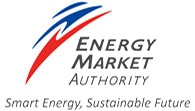 ENERGY
MARKET
AUTHORITY
Smart Energy, Sustainable Future